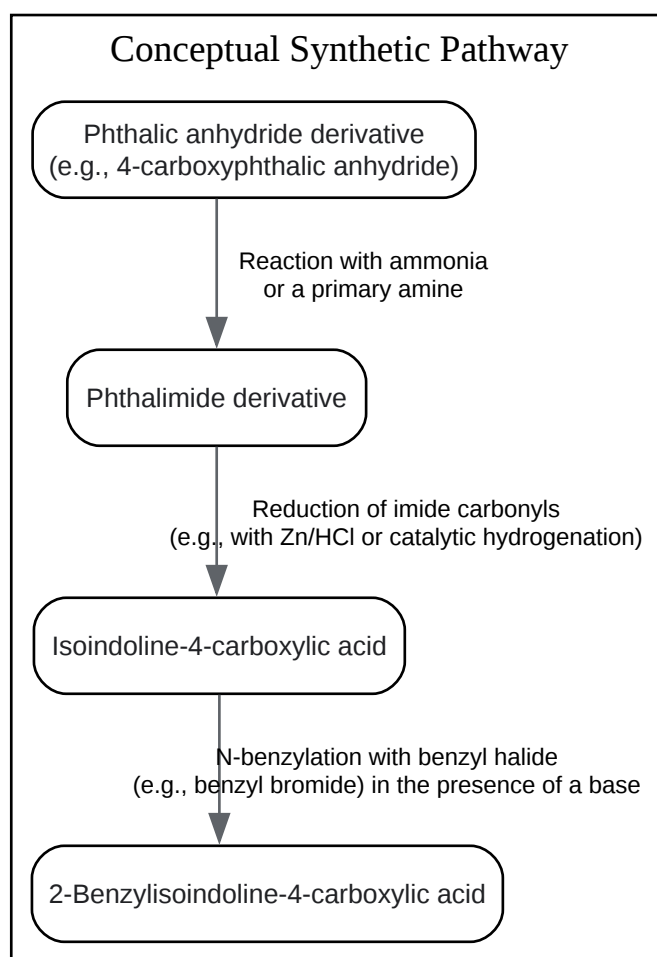 Conceptual Synthetic Pathway
Phthalic anhydride derivative
(e.g., 4-carboxyphthalic anhydride)
Reaction with ammonia
or a primary amine
Phthalimide derivative
Reduction of imide carbonyls
(e.g., with Zn/HCl or catalytic hydrogenation)
Isoindoline-4-carboxylic acid
N-benzylation with benzyl halide
(e.g., benzyl bromide) in the presence of a base
2-Benzylisoindoline-4-carboxylic acid